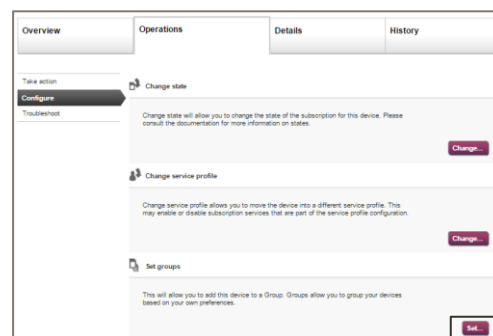 Overview Operations Details History
Take action
Configure
Troubleshoot
Change state
Change state will allow you to change the state of the subscription for this device. Please
consult the documentation for more information on states.
Change...
Change service profile
Change service profile allows you to move the device into a different service profile. This
may enable or disable subscription services that are part of the service profile configuration.
Change...
Set groups
This will allow you to add this device to a Group. Groups allow you to group your devices
based on your own preferences.
Set...